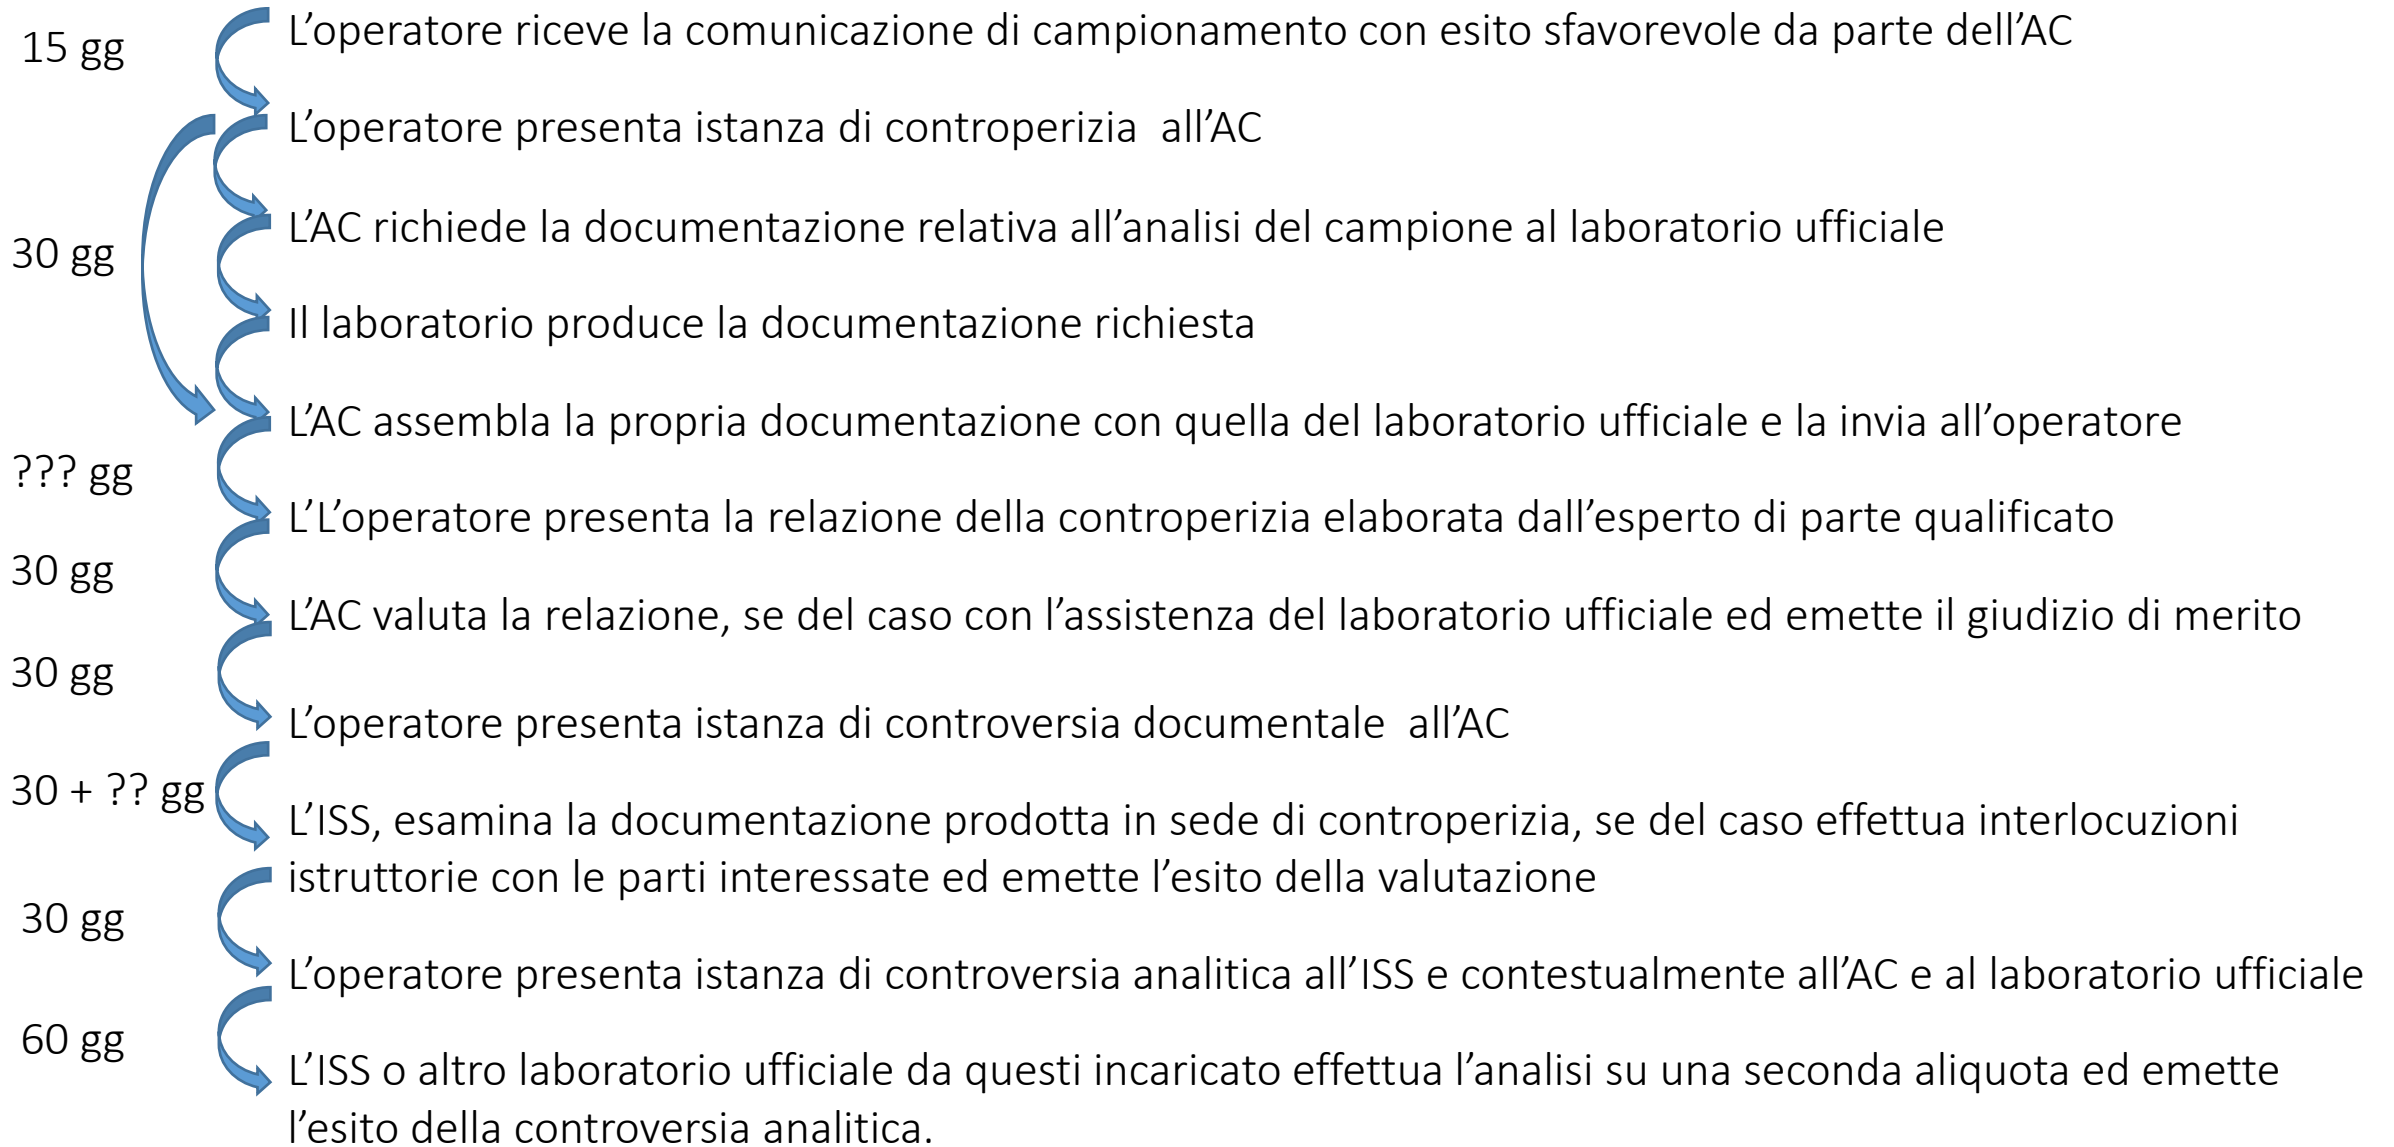 15 gg
L’operatore riceve la comunicazione di campionamento con esito sfavorevole da parte dell’AC
L’operatore presenta istanza di controperizia  all’AC
L’AC richiede la documentazione relativa all’analisi del campione al laboratorio ufficiale
30 gg
Il laboratorio produce la documentazione richiesta
L’AC assembla la propria documentazione con quella del laboratorio ufficiale e la invia all’operatore
??? gg
L’L’operatore presenta la relazione della controperizia elaborata dall’esperto di parte qualificato
30 gg
L’AC valuta la relazione, se del caso con l’assistenza del laboratorio ufficiale ed emette il giudizio di merito
30 gg
L’operatore presenta istanza di controversia documentale  all’AC
30 + ?? gg
L’ISS, esamina la documentazione prodotta in sede di controperizia, se del caso effettua interlocuzioni
istruttorie con le parti interessate ed emette l’esito della valutazione
30 gg
L’operatore presenta istanza di controversia analitica all’ISS e contestualmente all’AC e al laboratorio ufficiale
60 gg
L’ISS o altro laboratorio ufficiale da questi incaricato effettua l’analisi su una seconda aliquota ed emette
l’esito della controversia analitica.